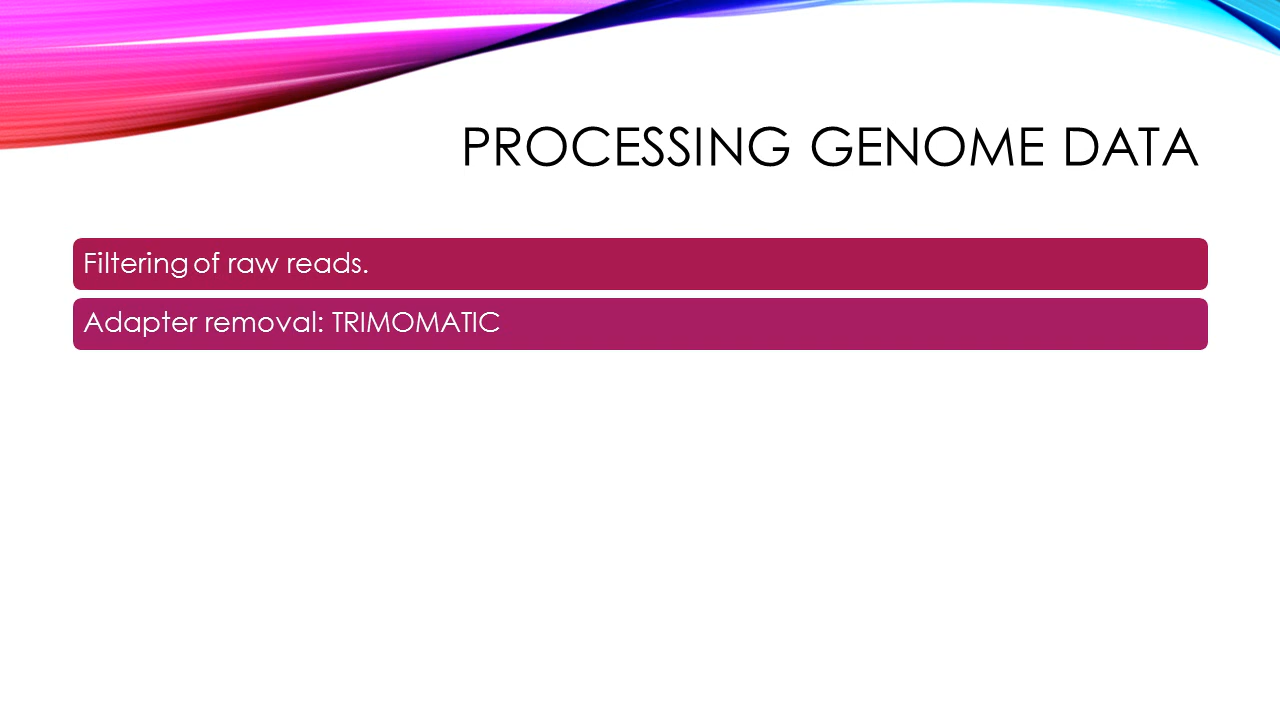 PROCESSING GENOME DATA
Filtering of raw reads.
Adapter removal: TRIMOMATIC